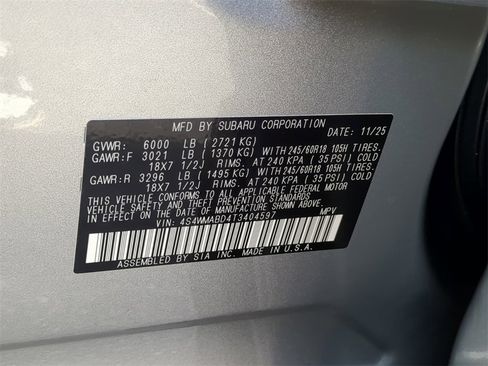 MFD BY SUBARU CORPORATION
DATE: 11/25
GVWR: 6000 LB (2721 KG)
GAWR:F 3021 LB (1370 KG) WITH 245/60R18 105H TIRES.
18X7 1/2J RIMS. AT 240 KPA (35 PSI) COLD
GAWR:R 3296 LB (1495 KG) WITH 245/60R18 105H TIRES.
18X7 1/2J RIMS. AT 240 KPA (35 PSI) COLD
THIS VEHICLE CONFORMS TO ALL APPLICABLE FEDERAL MOTOR
VEHICLE SAFETY AND THEFT PREVENTION STANDARDS
IN EFFECT ON THE DATE OF MANUFACTURE SHOWN ABOVE.
VIN: 4S4WMABD4T3404597 MPV
ASSEMBLED BY SIA INC. MADE IN U.S.A.